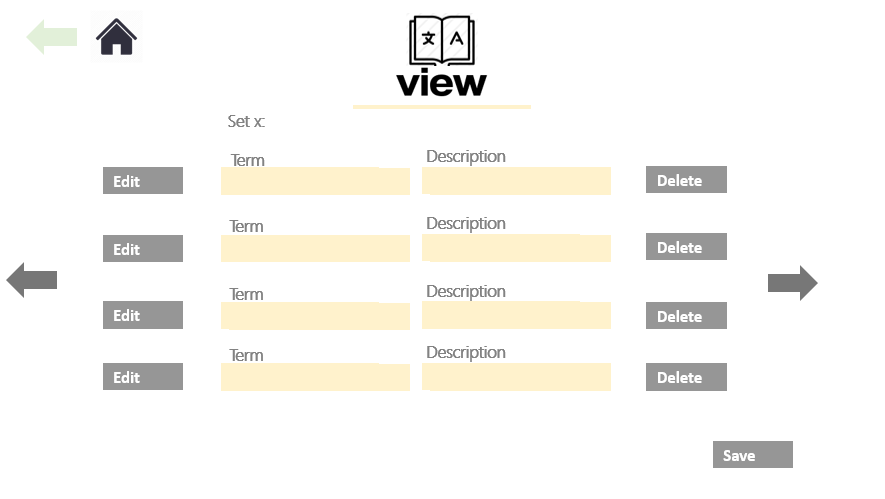 文 A
view
Set x:
Term Description
Edit Delete
Term Description
Edit Delete
Term Description
Edit Delete
Term Description
Edit Delete
Save